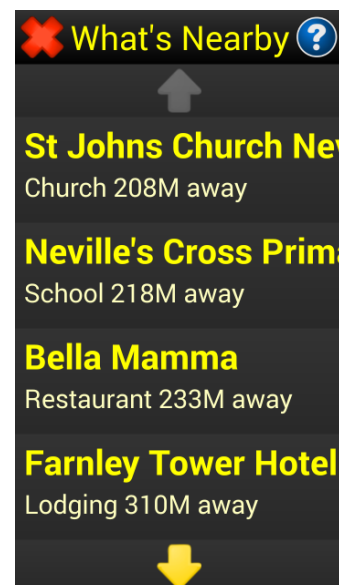 What's Nearby ?
St Johns Church Nev
Church 208M away
Neville's Cross Prima
School 218M away
Bella Mamma
Restaurant 233M away
Farnley Tower Hotel
Lodging 310M away